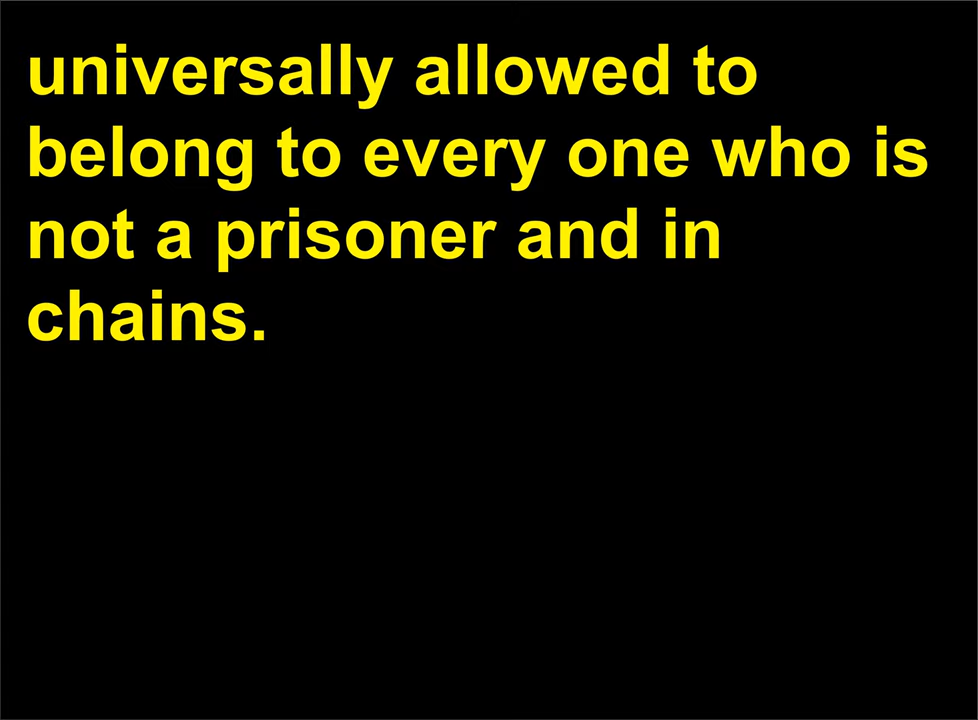 universally allowed to
belong to every one who is
not a prisoner and in
chains.